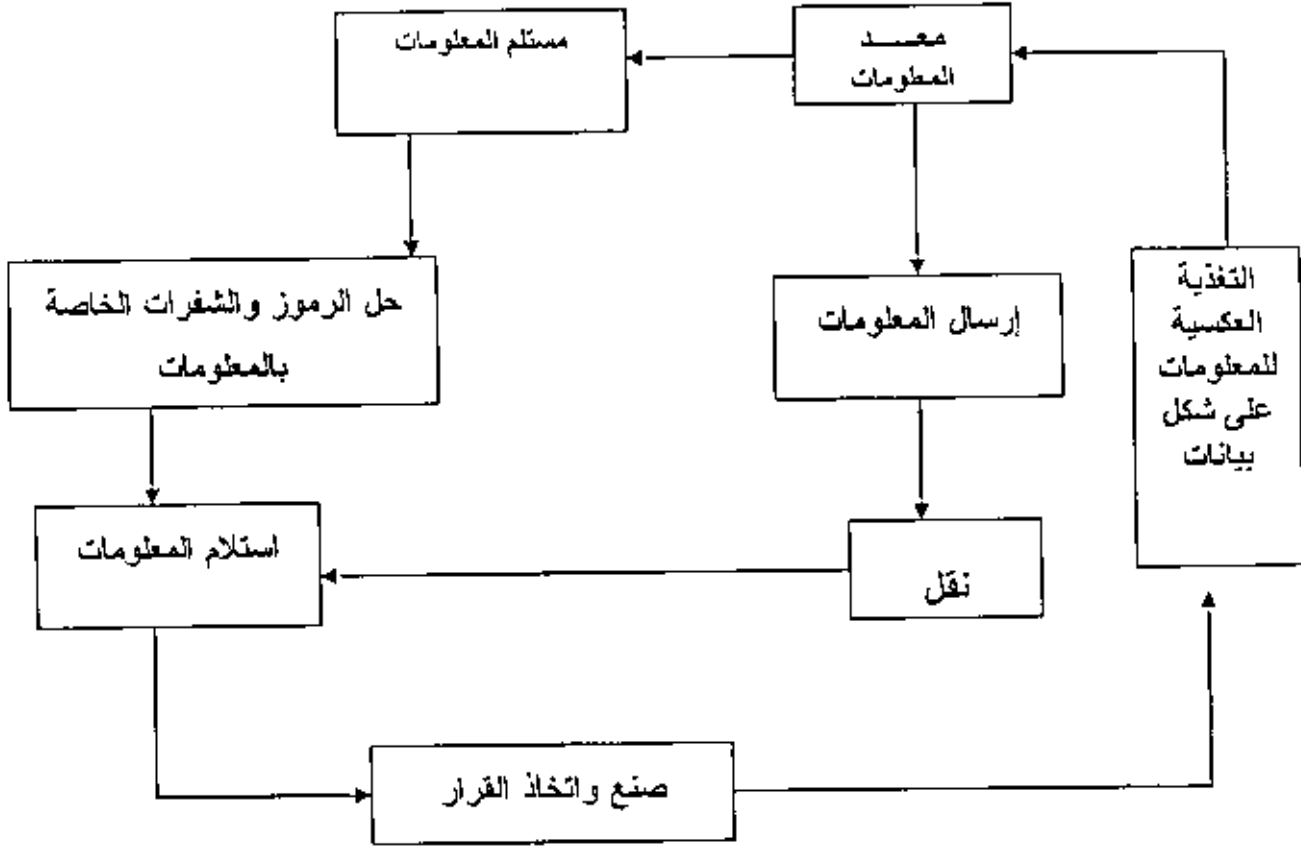 معـــد
المعلومات
مستلم المعلومات
التغذية
العكسية
للمعلومات
على شكل
بيانات
إرسال المعلومات
حل الرموز والشفرات الخاصة
بالمعلومات
نقل
استلام المعلومات
صنع واتخاذ القرار